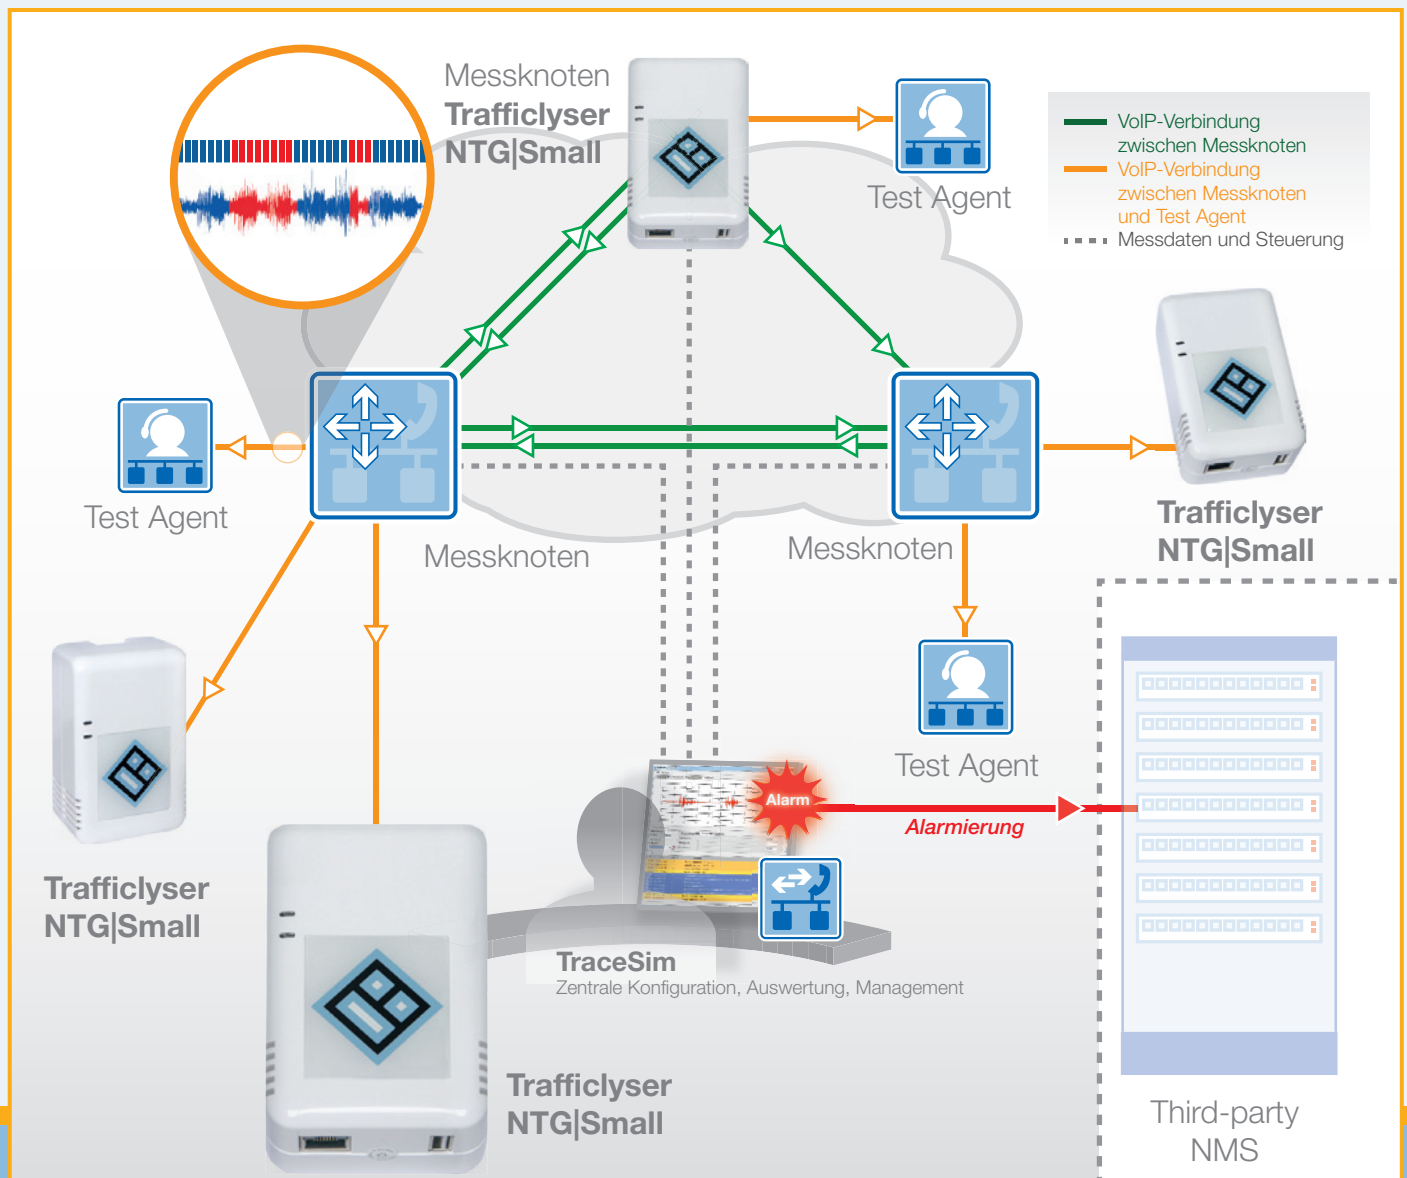 Messknoten
Trafficlyser
NTG|Small
Test Agent
VoIP-Verbindung
zwischen Messknoten
VoIP-Verbindung
zwischen Messknoten
und Test Agent
Messdaten und Steuerung
Test Agent
Messknoten
Messknoten
Trafficlyser
NTG|Small
Test Agent
Alarm
Alarmierung
Trafficlyser
NTG|Small
TraceSim
Zentrale Konfiguration, Auswertung, Management
Trafficlyser
NTG|Small
Third-party
NMS